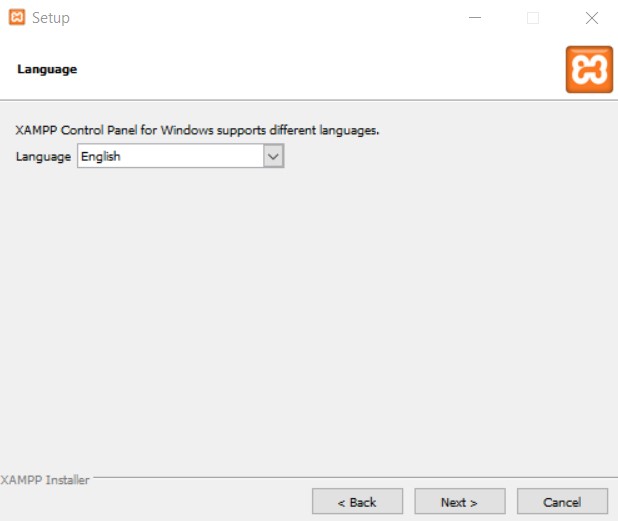 Setup
Language
XAMPP Control Panel for Windows supports different languages.
Language English
XAMPP Installer
< Back Next > Cancel